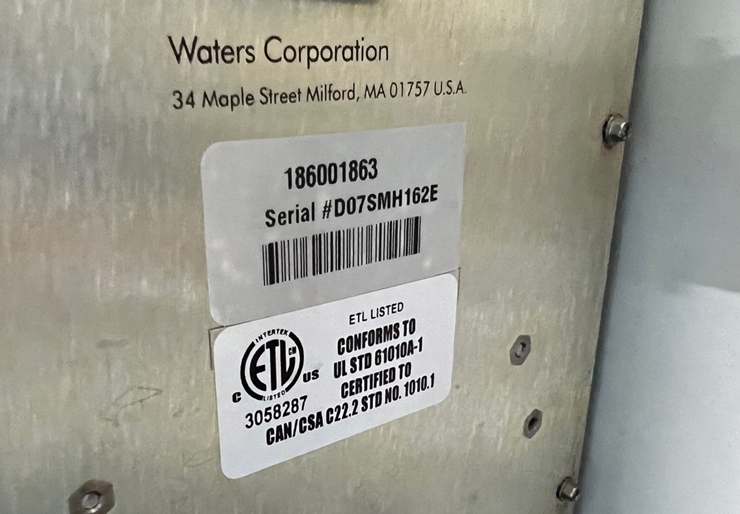 Waters Corporation
34 Maple Street Milford, MA 01757 U.S.A.
186001863
Serial #D07SMH162E
ETL LISTED
CONFORMS TO
UL STD 61010A-1
CERTIFIED TO
CAN/CSA C22.2 STD NO. 1010.1
INTERTEK
ETL CM
LISTED
C US
3058287